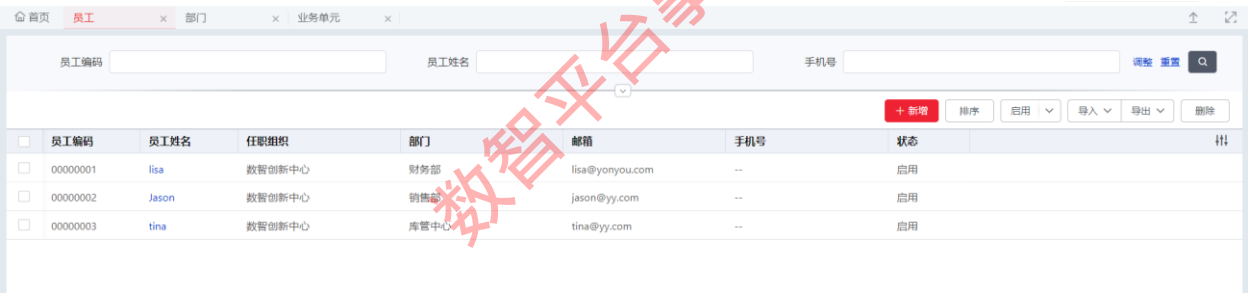 首页 员工 部门 业务单元
员工编码 员工姓名 手机号 调整 重置
+ 新增 排序 启用 导入 导出 删除
员工编码 员工姓名 任职组织 部门 邮箱 手机号 状态
00000001 lisa 数智创新中心 财务部 lisa@yonyou.com -- 启用
00000002 Jason 数智创新中心 销售部 jason@yy.com -- 启用
00000003 tina 数智创新中心 库管中心 tina@yy.com -- 启用
数智平台事